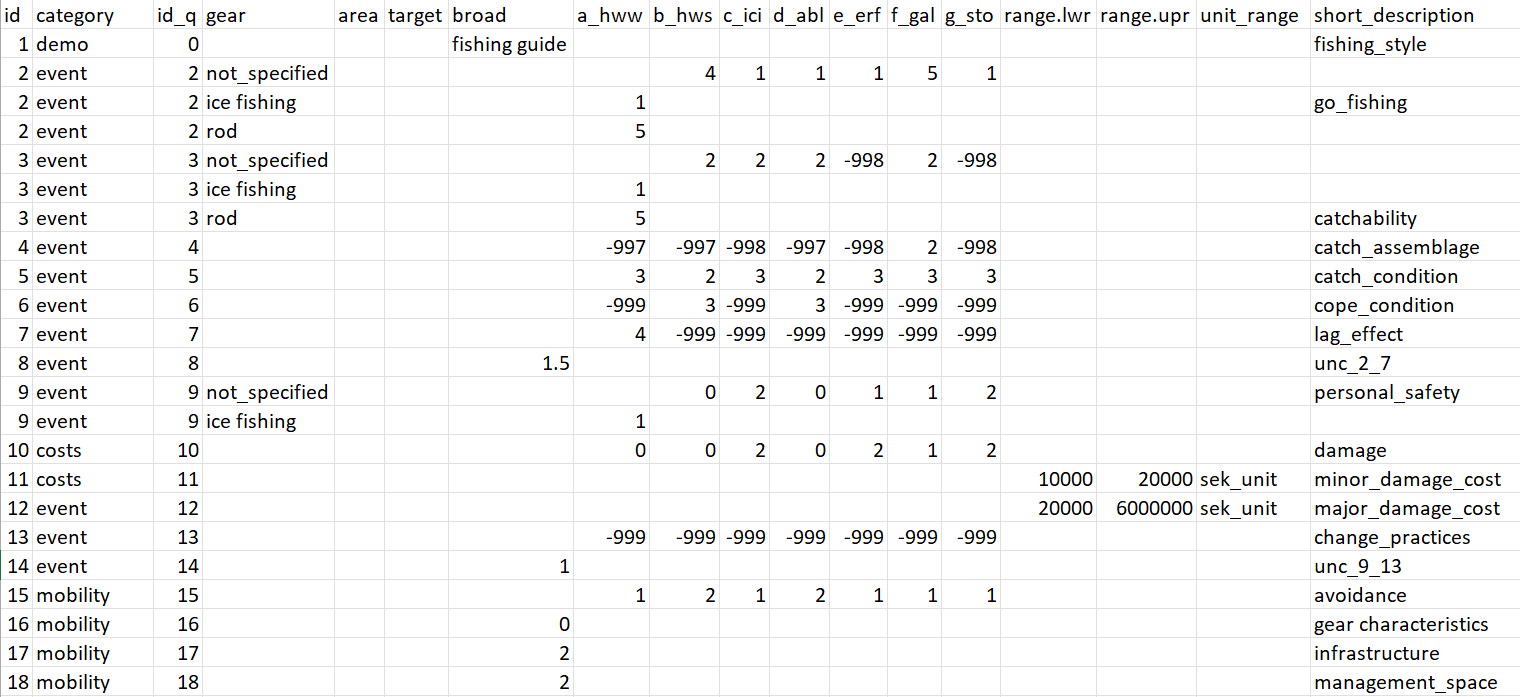 id category id_q gear area target broad a_hww b_hws c_ici d_abl e_erf f_gal g_sto range.lwr range.upr unit_range short_description
1 demo 0 fishing guide fishing_style
2 event 2 not_specified 4 1 1 1 5 1
2 event 2 ice fishing 1 go_fishing
2 event 2 rod 5
3 event 3 not_specified 2 2 2 -998 2 -998
3 event 3 ice fishing 1
3 event 3 rod 5 catchability
4 event 4 -997 -997 -998 -997 -998 2 -998 catch_assemblage
5 event 5 3 2 3 2 3 3 3 catch_condition
6 event 6 -999 3 -999 3 -999 -999 -999 cope_condition
7 event 7 4 -999 -999 -999 -999 -999 -999 lag_effect
8 event 8 1.5 unc_2_7
9 event 9 not_specified 0 2 0 1 1 2 personal_safety
9 event 9 ice fishing 1
10 costs 10 0 0 2 0 2 1 2 damage
11 costs 11 10000 20000 sek_unit minor_damage_cost
12 event 12 20000 6000000 sek_unit major_damage_cost
13 event 13 -999 -999 -999 -999 -999 -999 -999 change_practices
14 event 14 1 unc_9_13
15 mobility 15 1 2 1 2 1 1 1 avoidance
16 mobility 16 0 gear characteristics
17 mobility 17 2 infrastructure
18 mobility 18 2 management_space